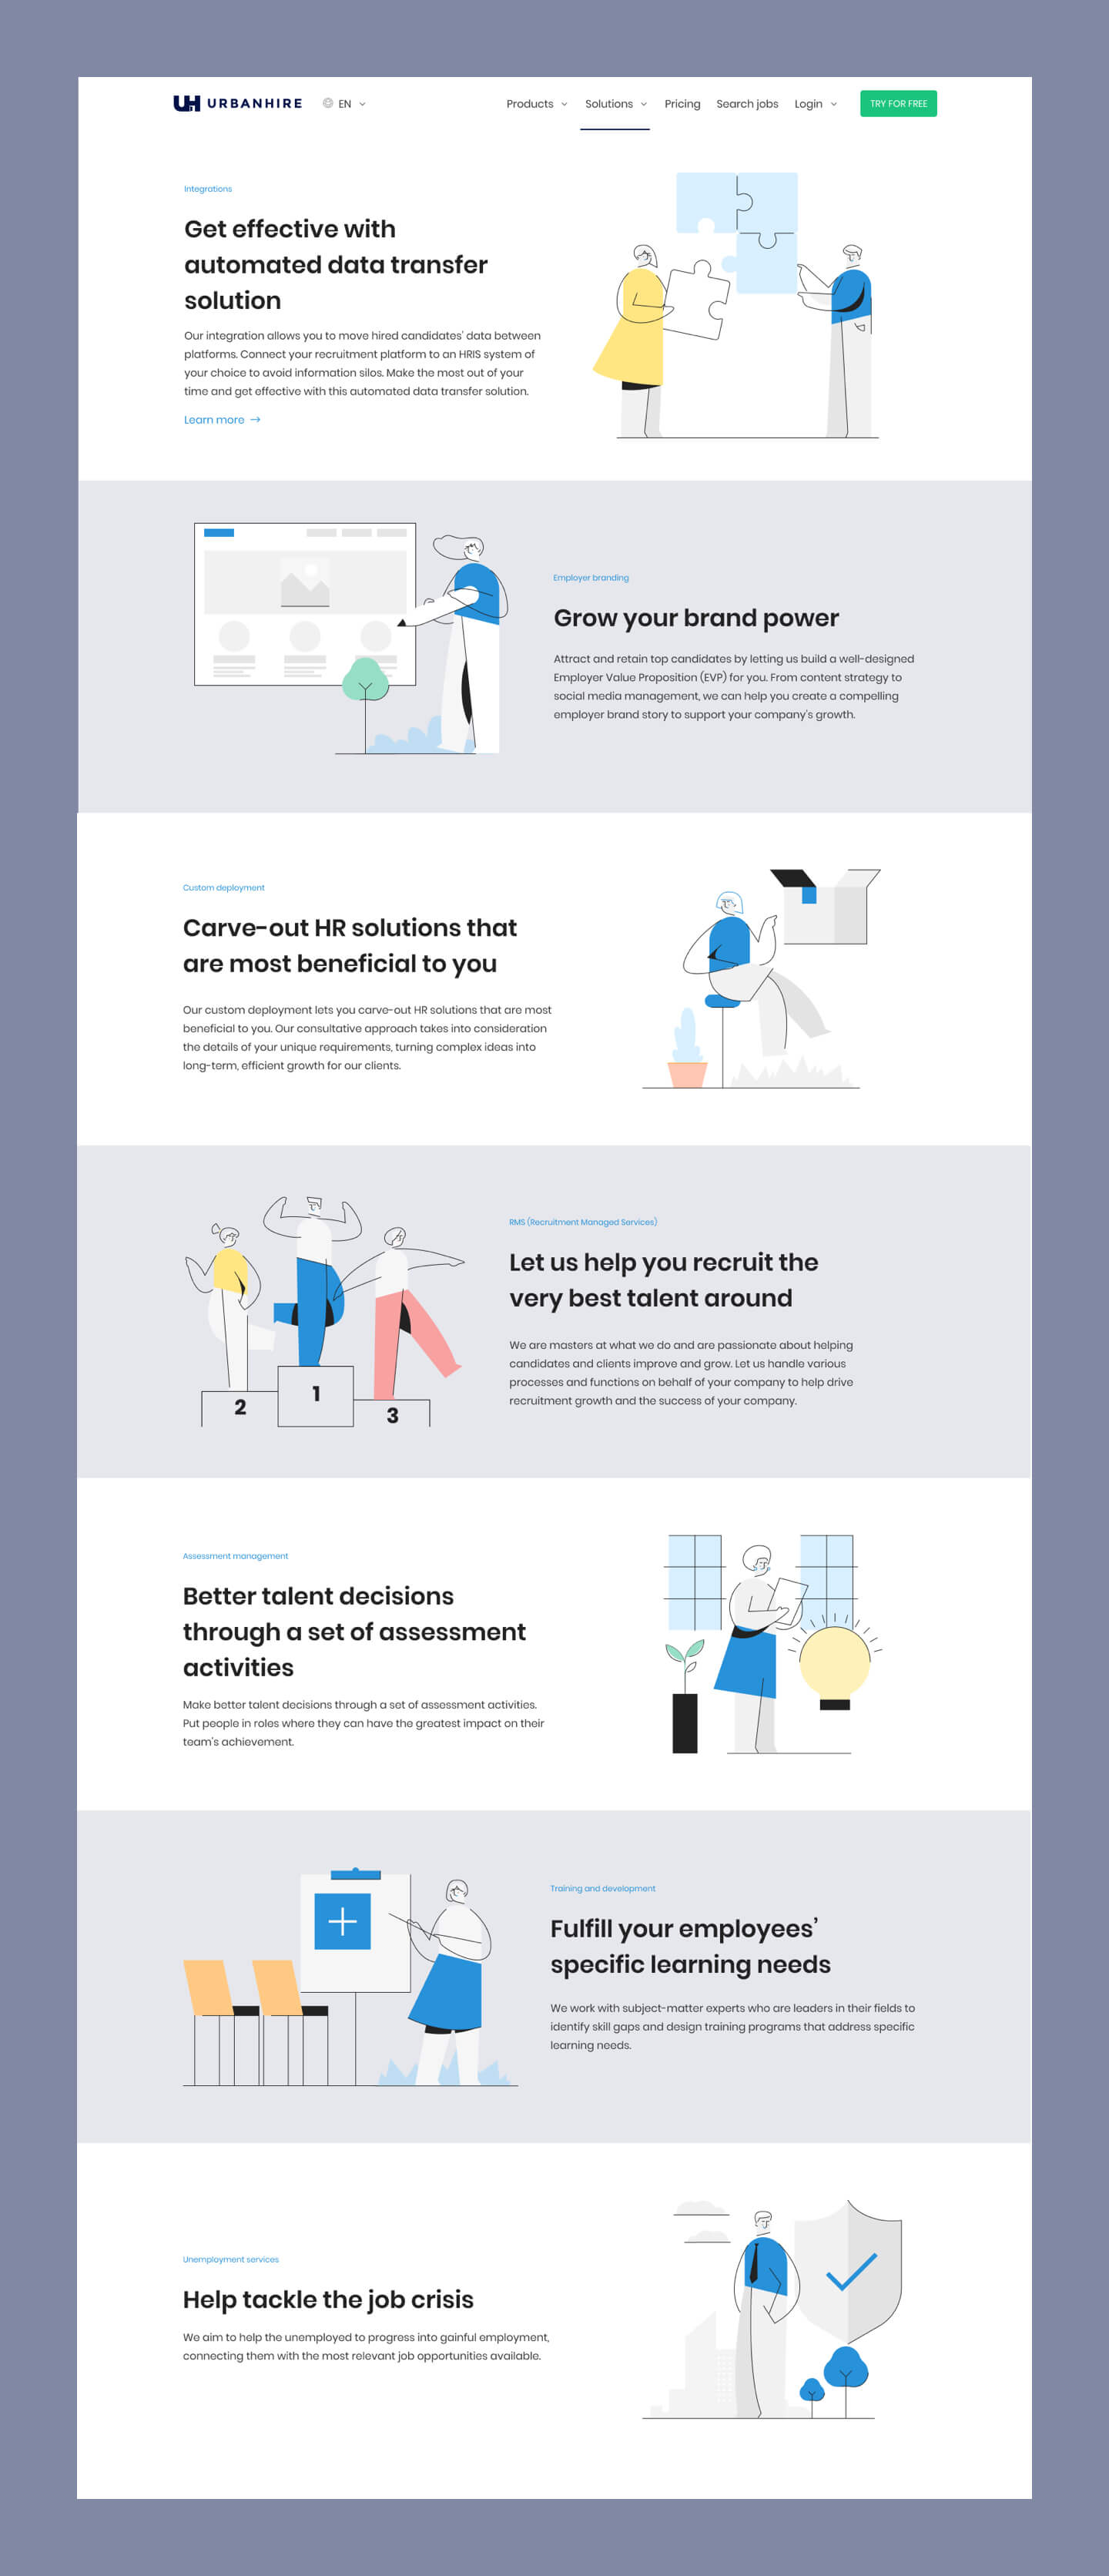 UH URBANHIRE EN Products Solutions Pricing Search jobs Login TRY FOR FREE
Integrations
Get effective with
automated data transfer
solution
Our integration allows you to move hired candidates' data between
platforms. Connect your recruitment platform to an HRIS system of
your choice to avoid information silos. Make the most out of your
time and get effective with this automated data transfer solution.
Learn more →
Employer branding
Grow your brand power
Attract and retain top candidates by letting us build a well-designed
Employer Value Proposition (EVP) for you. From content strategy to
social media management, we can help you create a compelling
employer brand story to support your company's growth.
Custom deployment
Carve-out HR solutions that
are most beneficial to you
Our custom deployment lets you carve-out HR solutions that are most
beneficial to you. Our consultative approach takes into consideration
the details of your unique requirements, turning complex ideas into
long-term, efficient growth for our clients.
2
1
3
RMS (Recruitment Managed Services)
Let us help you recruit the
very best talent around
We are masters at what we do and are passionate about helping
candidates and clients improve and grow. Let us handle various
processes and functions on behalf of your company to help drive
recruitment growth and the success of your company.
Assessment management
Better talent decisions
through a set of assessment
activities
Make better talent decisions through a set of assessment activities.
Put people in roles where they can have the greatest impact on their
team's achievement.
Training and development
Fulfill your employees'
specific learning needs
We work with subject-matter experts who are leaders in their fields to
identify skill gaps and design training programs that address specific
learning needs.
Unemployment services
Help tackle the job crisis
We aim to help the unemployed to progress into gainful employment,
connecting them with the most relevant job opportunities available.